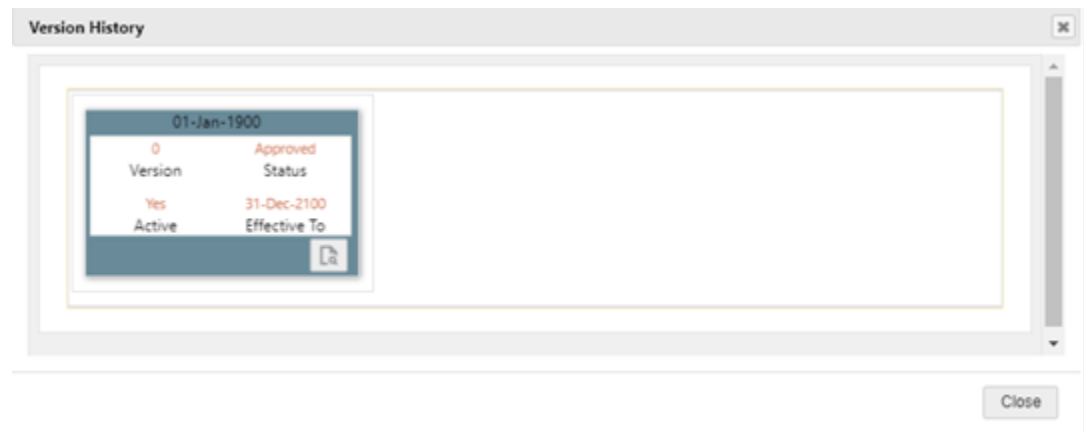 Version History
01-Jan-1900
0 Approved
Version Status
Yes 31-Dec-2100
Active Effective To
Close